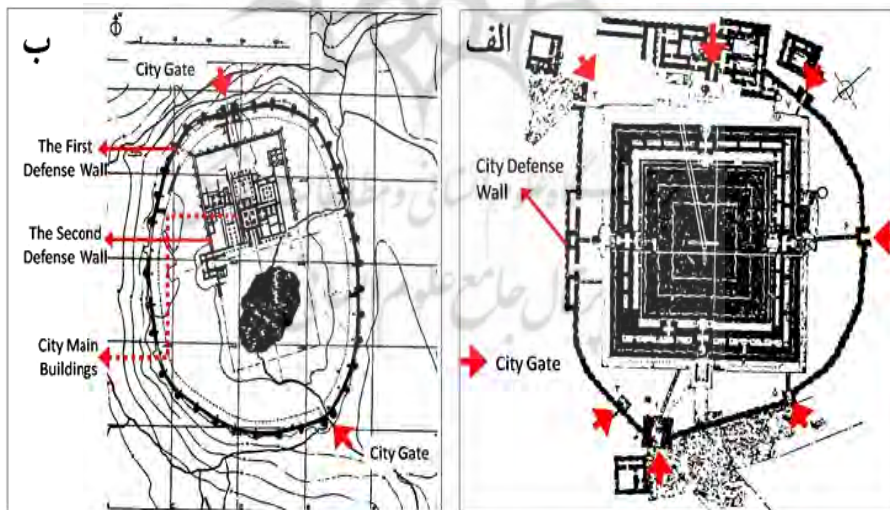 ب
City Gate
The First
Defense Wall
The Second
Defense Wall
City Main
Buildings
City Gate
الف
City Defense
Wall
City Gate